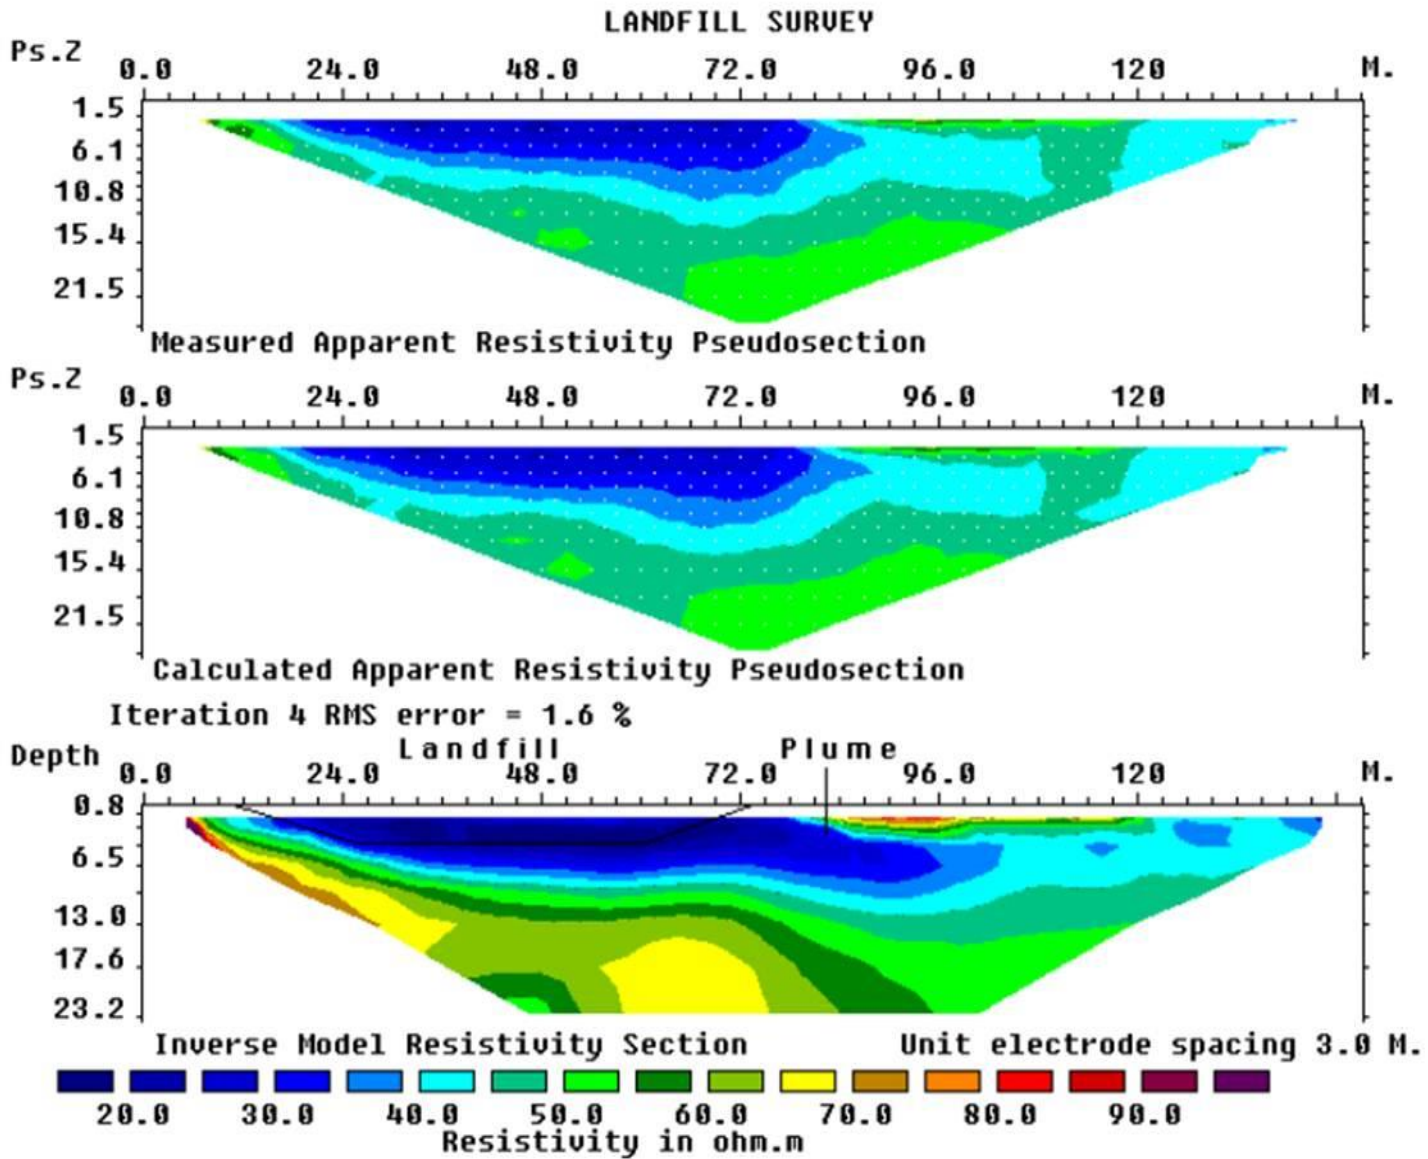 LANDFILL SURVEY
Ps.Z
0.0 24.0 48.0 72.0 96.0 120 M.
1.5
6.1
10.8
15.4
21.5
Measured Apparent Resistivity Pseudosection
Ps.Z
0.0 24.0 48.0 72.0 96.0 120 M.
1.5
6.1
10.8
15.4
21.5
Calculated Apparent Resistivity Pseudosection
Iteration 4 RMS error = 1.6 %
Landfill Plume
Depth
0.0 24.0 48.0 72.0 96.0 120 M.
0.8
6.5
13.0
17.6
23.2
Inverse Model Resistivity Section Unit electrode spacing 3.0 M.
20.0 30.0 40.0 50.0 60.0 70.0 80.0 90.0
Resistivity in ohm.m